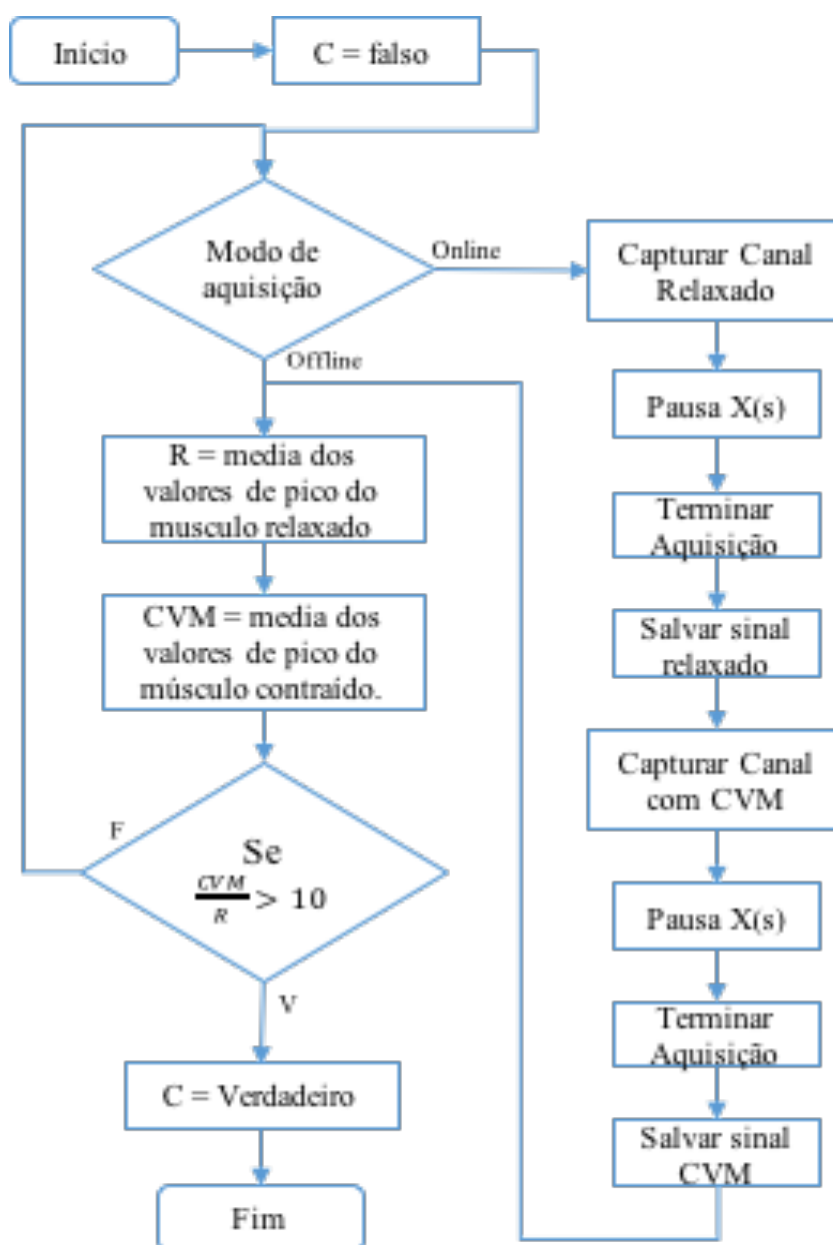 Início
C = falso
Modo de
aquisição
Online
Offline
Capturar Canal
Relaxado
Pausa X(s)
Terminar
Aquisição
Salvar sinal
relaxado
Capturar Canal
com CVM
Pausa X(s)
Terminar
Aquisição
Salvar sinal
CVM
R = media dos
valores de pico do
musculo relaxado
CVM = media dos
valores de pico do
músculo contraído.
Se
CVM/R > 10
F
V
C = Verdadeiro
Fim